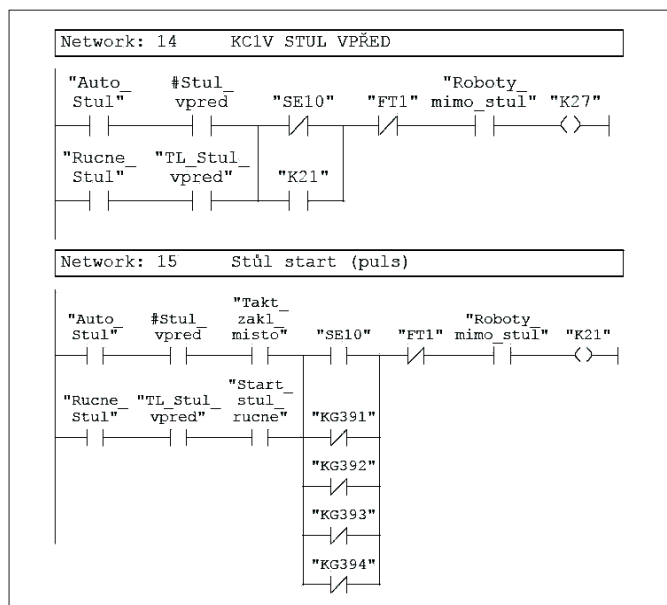 Network: 14 KC1V STUL VPŘED
"Auto_ #Stul_ "Roboty_
Stul" vpred "SE10" "FT1" mimo_stul" "K27"
"Rucne_ "TL_Stul_
Stul" vpred" "K21"
Network: 15 Stůl start (puls)
"Takt_
"Auto_ #Stul_ zakl_ "Roboty_
Stul" vpred misto" "SE10" "FT1" mimo_stul" "K21"
"Rucne_ "TL_Stul_ "Start_
Stul" vpred" stul_
rucne" "KG391"
"KG392"
"KG393"
"KG394"